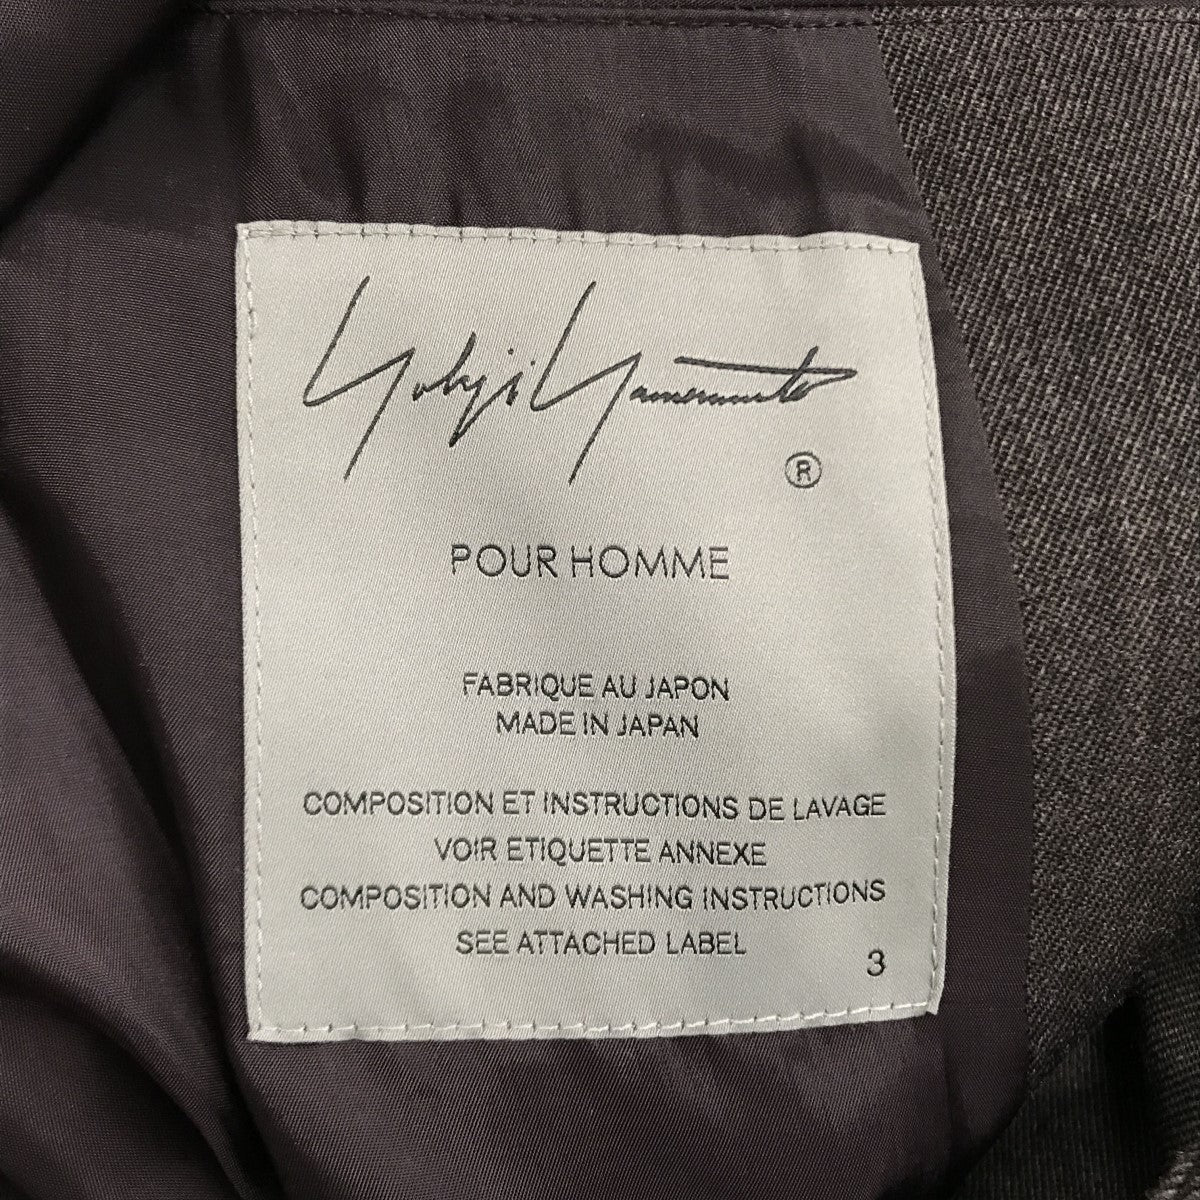 Yohji Yamamoto
®
POUR HOMME
FABRIQUE AU JAPON
MADE IN JAPAN
COMPOSITION ET INSTRUCTIONS DE LAVAGE
VOIR ETIQUETTE ANNEXE
COMPOSITION AND WASHING INSTRUCTIONS
SEE ATTACHED LABEL
3